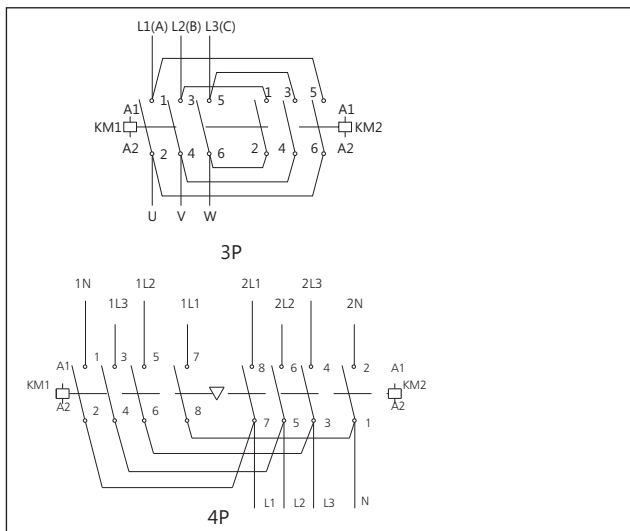 L1(A) L2(B) L3(C)
1 3 5 1 3 5
A1 A1
KM1 KM2
A2 A2
2 4 6 2 4 6
U V W
3P
1N 1L2 2L1 2L3
1L3 1L1 2L2 2N
A1 1 3 5 7 8 6 4 2 A1
KM1 KM2
A2 2 4 6 8 7 5 3 1 A2
L1 L2 L3 N
4P